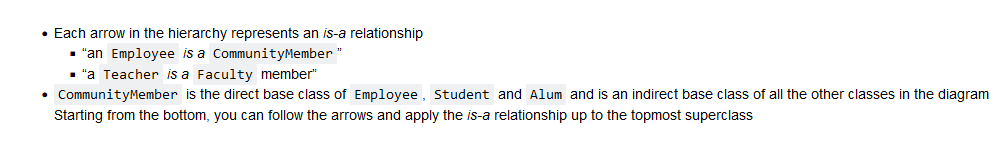 • Each arrow in the hierarchy represents an is-a relationship
▪ “an Employee is a CommunityMember”
▪ “a Teacher is a Faculty member”
• CommunityMember is the direct base class of Employee, Student and Alum and is an indirect base class of all the other classes in the diagram
Starting from the bottom, you can follow the arrows and apply the is-a relationship up to the topmost superclass